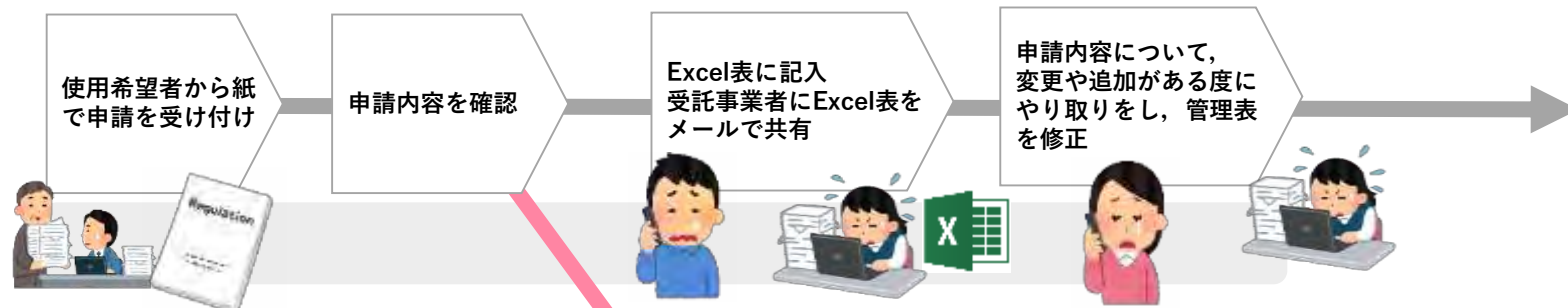 使用希望者から紙
で申請を受け付け
申請内容を確認
Excel表に記入
受託事業者にExcel表を
メールで共有
申請内容について，
変更や追加がある度に
やり取りをし，管理表
を修正
Regulation
X